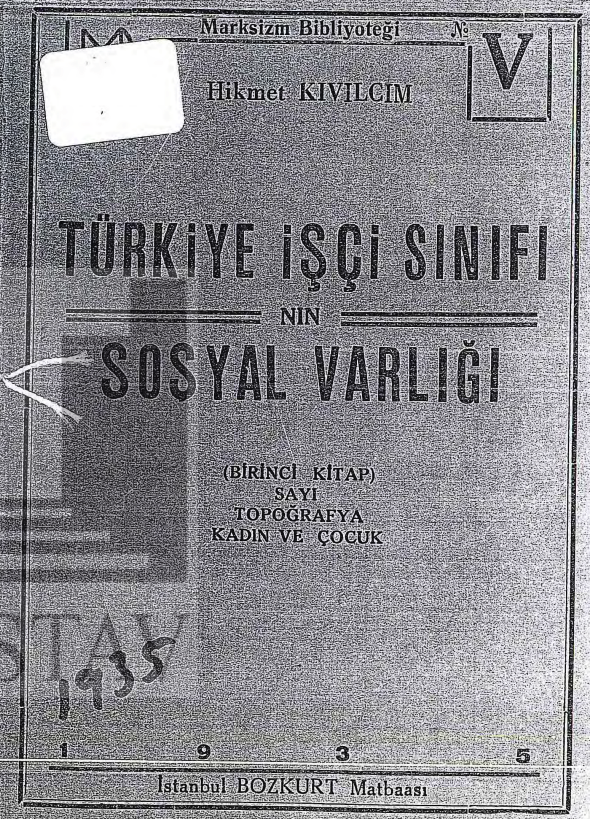 Marksizm Bibliyoteği
№ V
Hikmet KIVILCIM
TÜRKİYE İŞÇİ SINIFI
NIN
SOSYAL VARLIĞI
(BİRİNCİ KİTAP)
SAYI
TOPOĞRAFYA
KADIN VE ÇOCUK
STAV
1935
1 9 3 5
İstanbul BOZKURT Matbaası